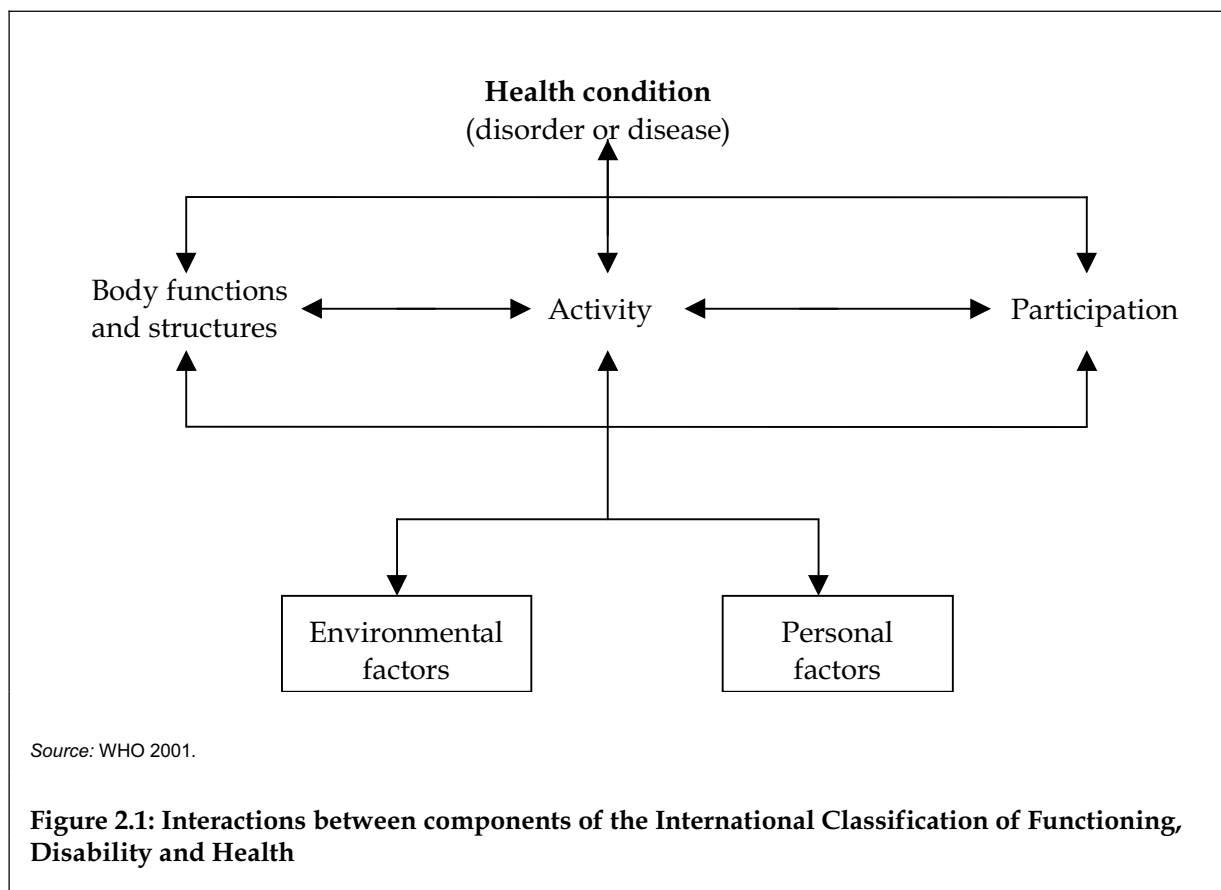 Health condition
(disorder or disease)
Body functions
and structures
Activity
Participation
Environmental
factors
Personal
factors
Source: WHO 2001.
Figure 2.1: Interactions between components of the International Classification of Functioning,
Disability and Health